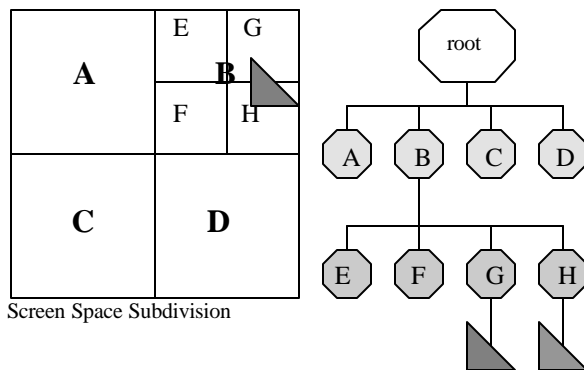 E G
A B
F H
C D
Screen Space Subdivision
root
A B C D
E F G H